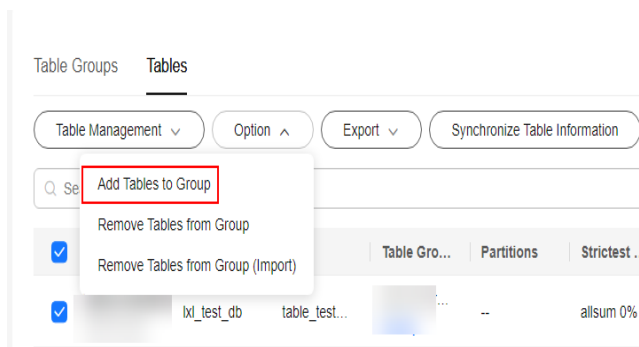 Table Groups Tables
Table Management Option Export Synchronize Table Information
Add Tables to Group
Remove Tables from Group
Table Gro... Partitions Strictest ...
Remove Tables from Group (Import)
lxl_test_db table_test... -- allsum 0%